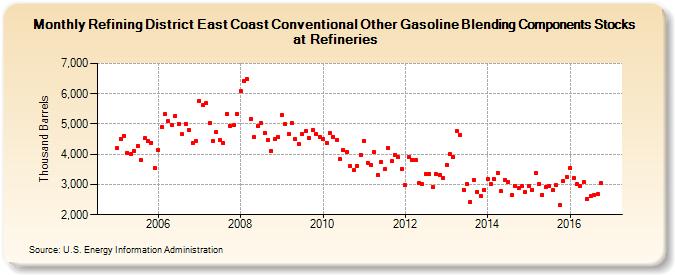 Monthly Refining District East Coast Conventional Other Gasoline Blending Components Stocks
at Refineries
Thousand Barrels
7,000
6,000
5,000
4,000
3,000
2,000
2006 2008 2010 2012 2014 2016
Source: U.S. Energy Information Administration